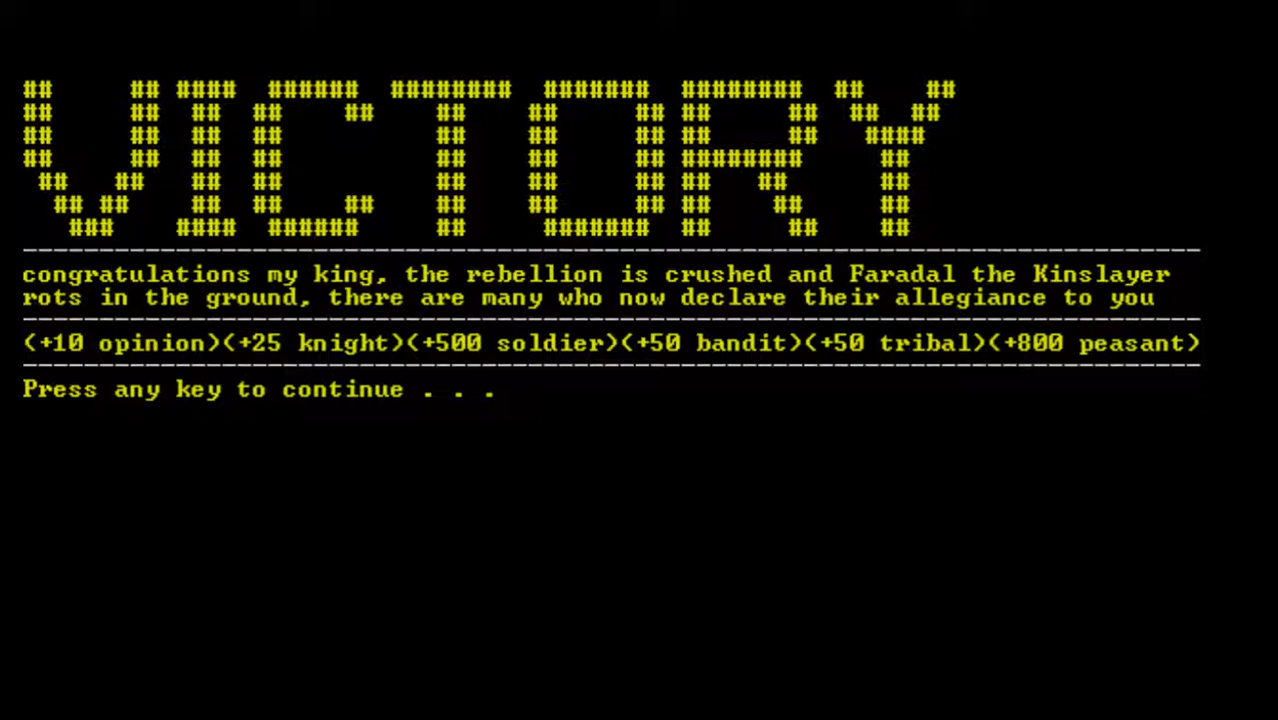 VICTORY
congratulations my king, the rebellion is crushed and Faradal the Kinslayer
rots in the ground, there are many who now declare their allegiance to you
(+10 opinion)(+25 knight)(+500 soldier)(+50 bandit)(+50 tribal)(+800 peasant)
Press any key to continue . . .